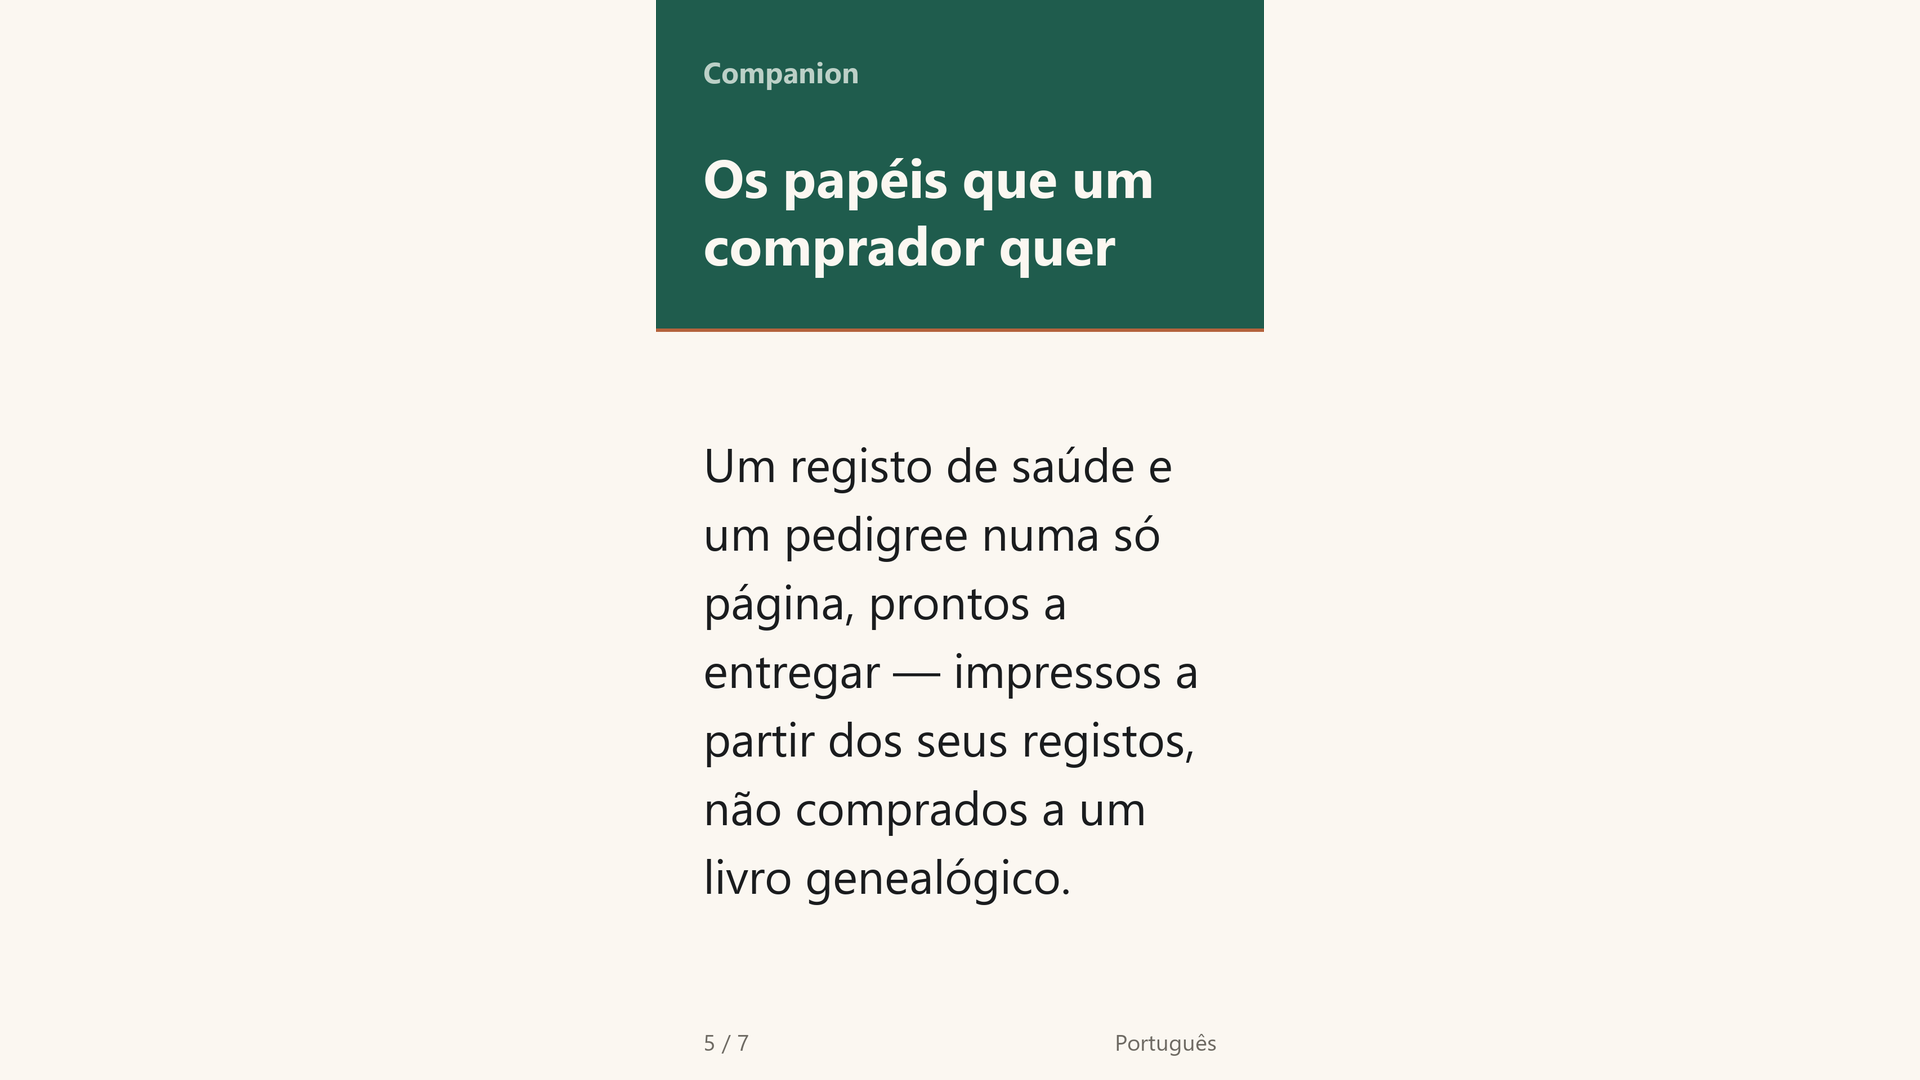 Companion
Os papéis que um
comprador quer
Um registo de saúde e
um pedigree numa só
página, prontos a
entregar — impressos a
partir dos seus registos,
não comprados a um
livro genealógico.
5 / 7
Português